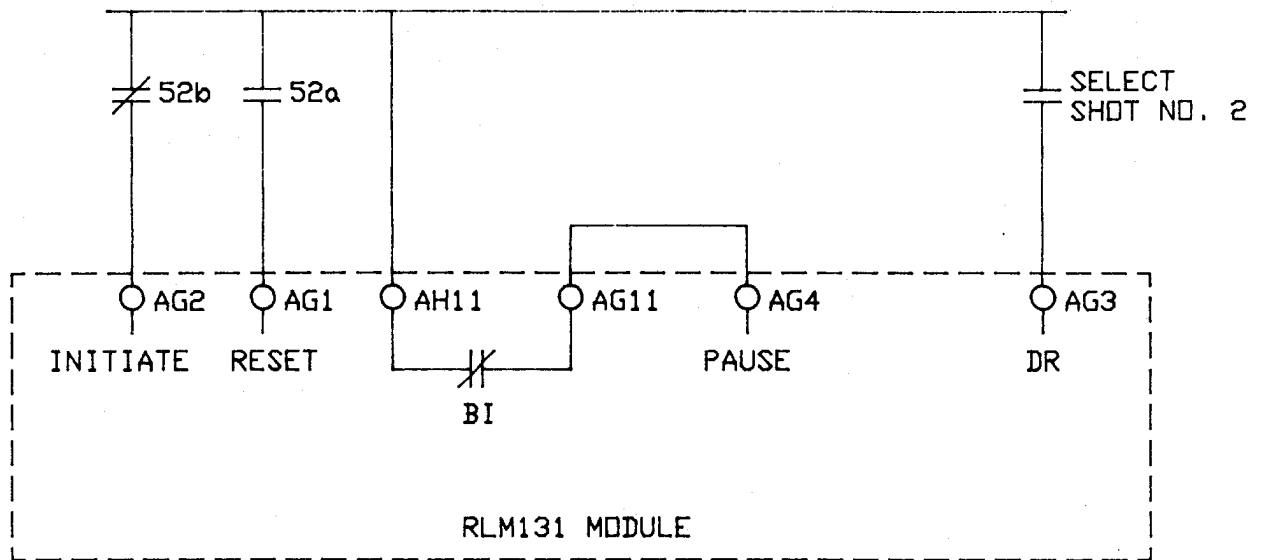 52b
52a
SELECT
SHOT NO. 2
AG2
AG1
AH11
AG11
AG4
AG3
INITIATE
RESET
PAUSE
DR
BI
RLM131 MODULE